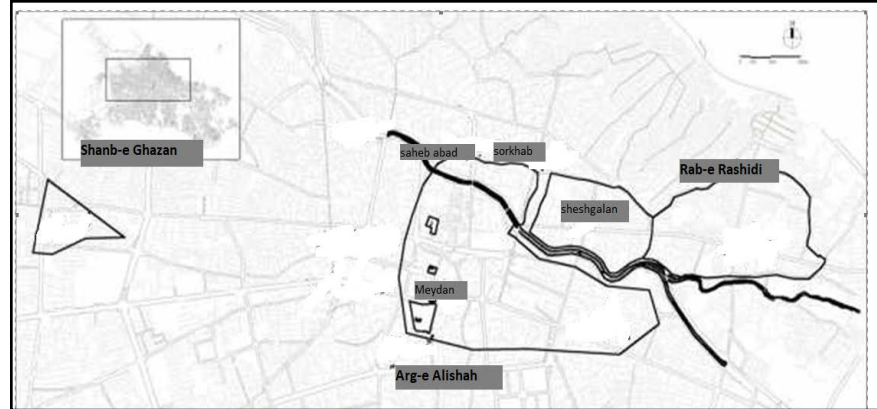 Shanb-e Ghazan
saheb abad
sorkhab
Rab-e Rashidi
sheshgalan
Meydan
Arg-e Alishah